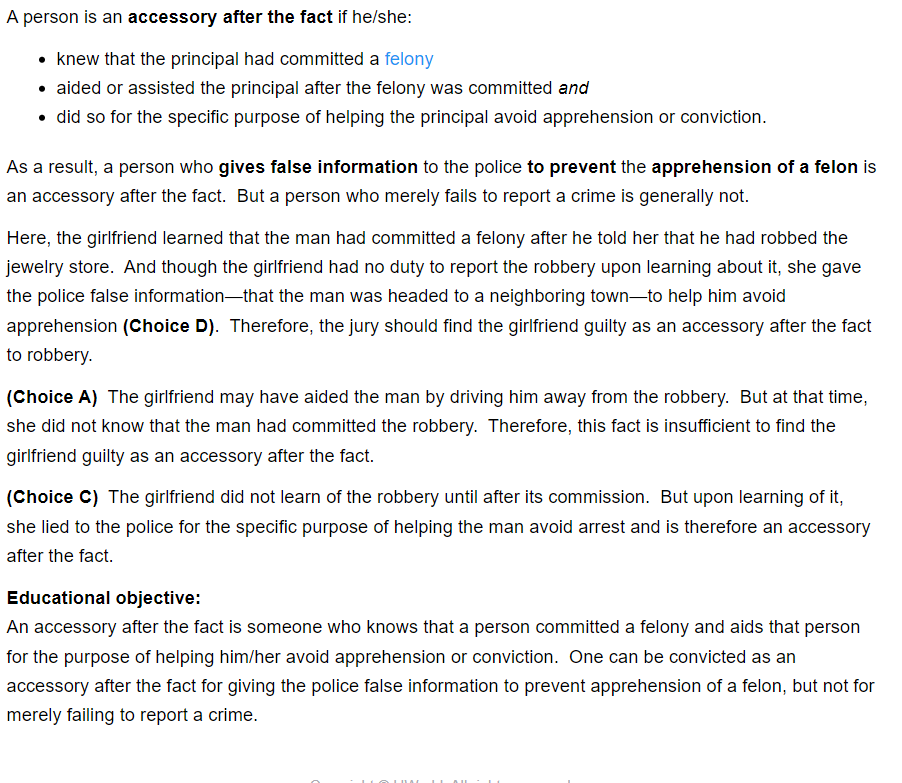 A person is an accessory after the fact if he/she:
• knew that the principal had committed a felony
• aided or assisted the principal after the felony was committed and
• did so for the specific purpose of helping the principal avoid apprehension or conviction.
As a result, a person who gives false information to the police to prevent the apprehension of a felon is
an accessory after the fact.  But a person who merely fails to report a crime is generally not.
Here, the girlfriend learned that the man had committed a felony after he told her that he had robbed the
jewelry store.  And though the girlfriend had no duty to report the robbery upon learning about it, she gave
the police false information—that the man was headed to a neighboring town—to help him avoid
apprehension (Choice D).  Therefore, the jury should find the girlfriend guilty as an accessory after the fact
to robbery.
(Choice A)  The girlfriend may have aided the man by driving him away from the robbery.  But at that time,
she did not know that the man had committed the robbery.  Therefore, this fact is insufficient to find the
girlfriend guilty as an accessory after the fact.
(Choice C)  The girlfriend did not learn of the robbery until after its commission.  But upon learning of it,
she lied to the police for the specific purpose of helping the man avoid arrest and is therefore an accessory
after the fact.
Educational objective:
An accessory after the fact is someone who knows that a person committed a felony and aids that person
for the purpose of helping him/her avoid apprehension or conviction.  One can be convicted as an
accessory after the fact for giving the police false information to prevent apprehension of a felon, but not for
merely failing to report a crime.